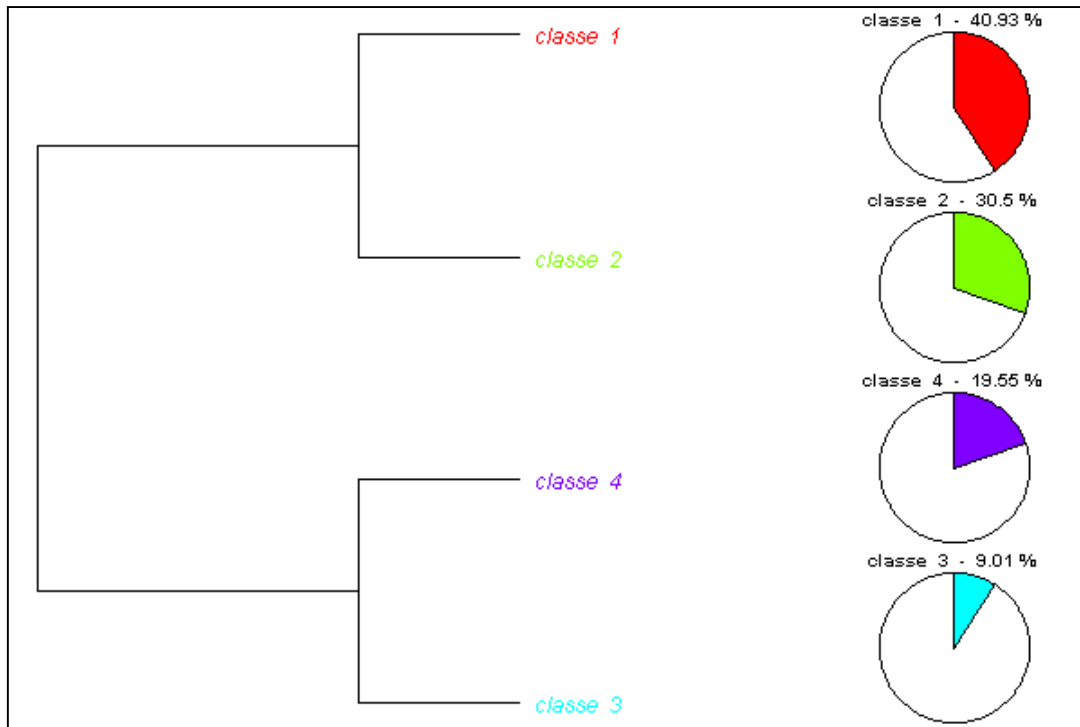 classe 1
classe 1 - 40.93 %
classe 2 - 30.5 %
classe 2
classe 4 - 19.55 %
classe 4
classe 3 - 9.01 %
classe 3